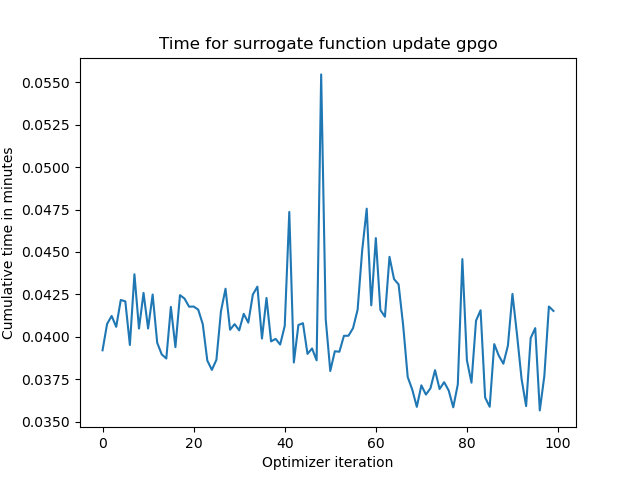 Time for surrogate function update gpgo
Cumulative time in minutes
0.0550
0.0525
0.0500
0.0475
0.0450
0.0425
0.0400
0.0375
0.0350
0 20 40 60 80 100
Optimizer iteration